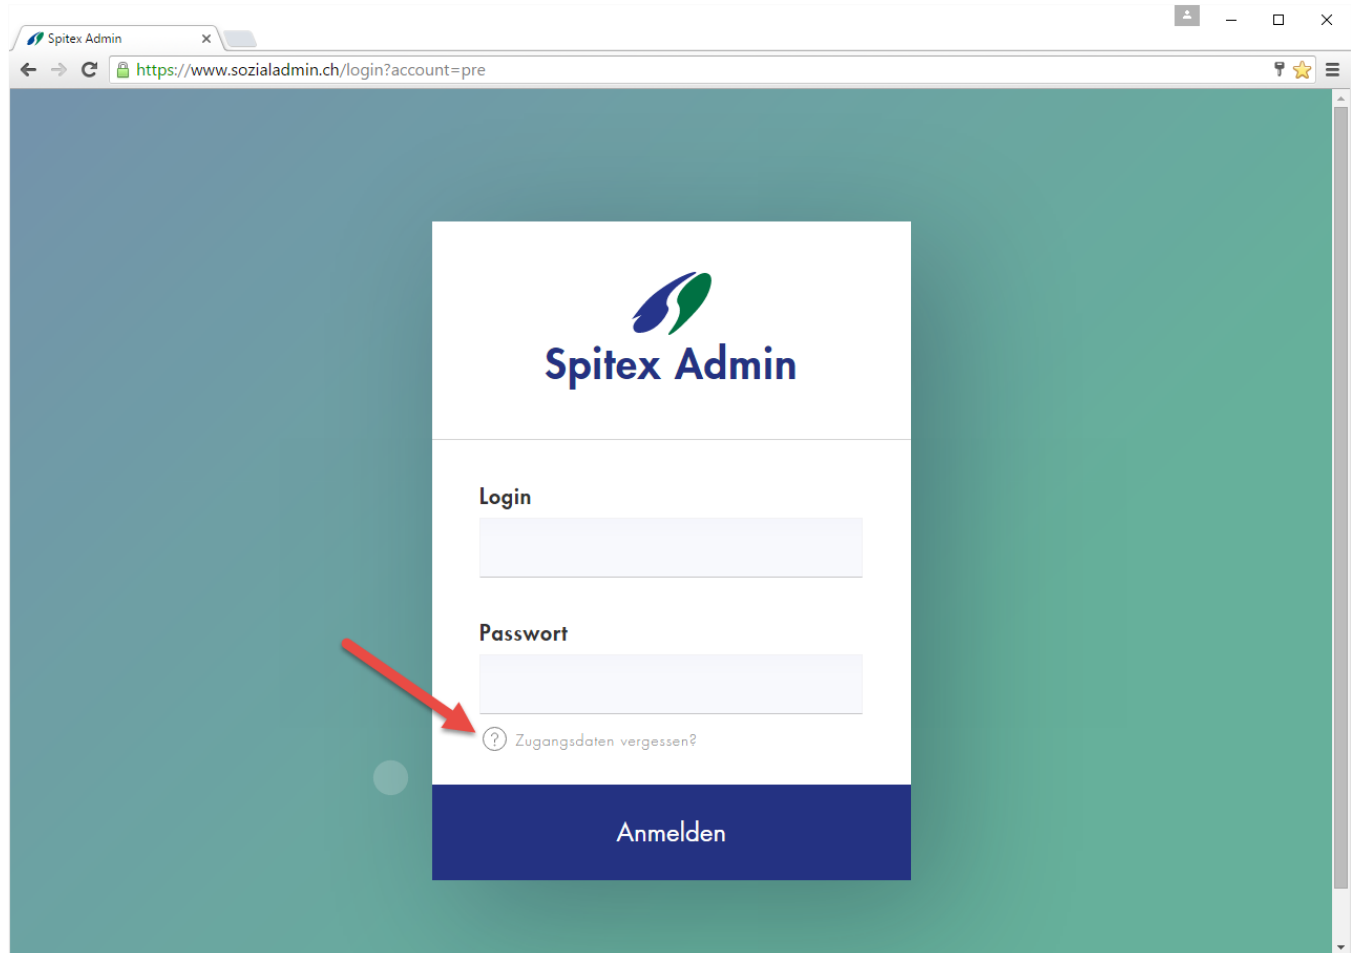 Spitex Admin
https://www.sozialadmin.ch/login?account=pre
Spitex Admin
Login
Passwort
? Zugangsdaten vergessen?
Anmelden